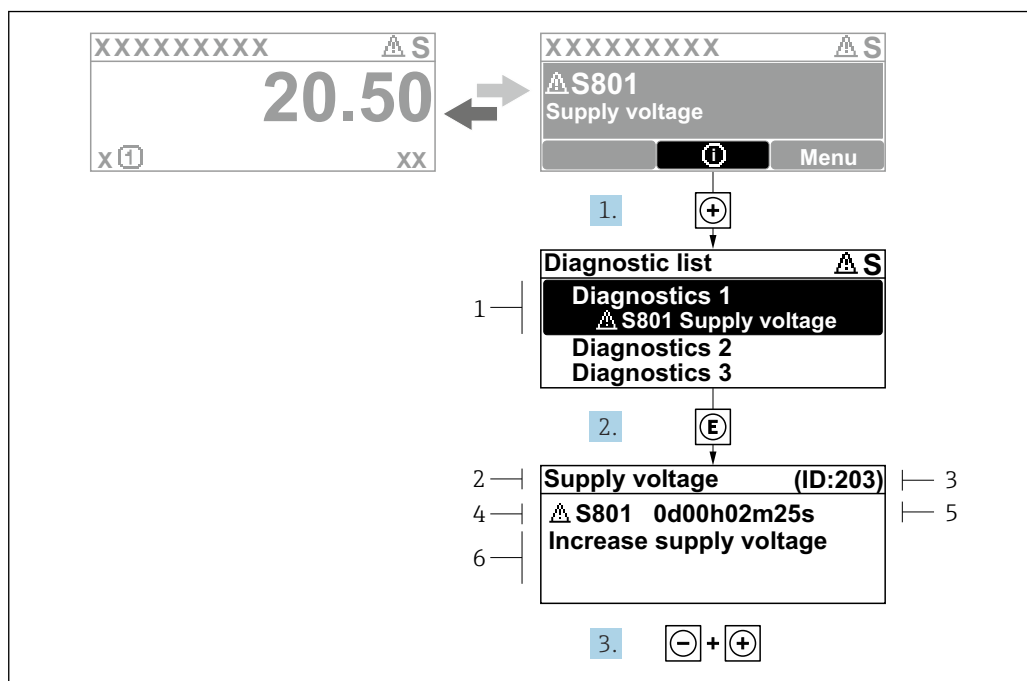 XXXXXXXXX ⚠ S
20.50
x ① xx
XXXXXXXXX ⚠ S
⚠ S801
Supply voltage
ⓘ Menu
1. +
Diagnostic list ⚠ S
1
Diagnostics 1
⚠ S801 Supply voltage
Diagnostics 2
Diagnostics 3
2. E
2 Supply voltage (ID:203) 3
4 ⚠ S801 0d00h02m25s 5
6 Increase supply voltage
3. − + +